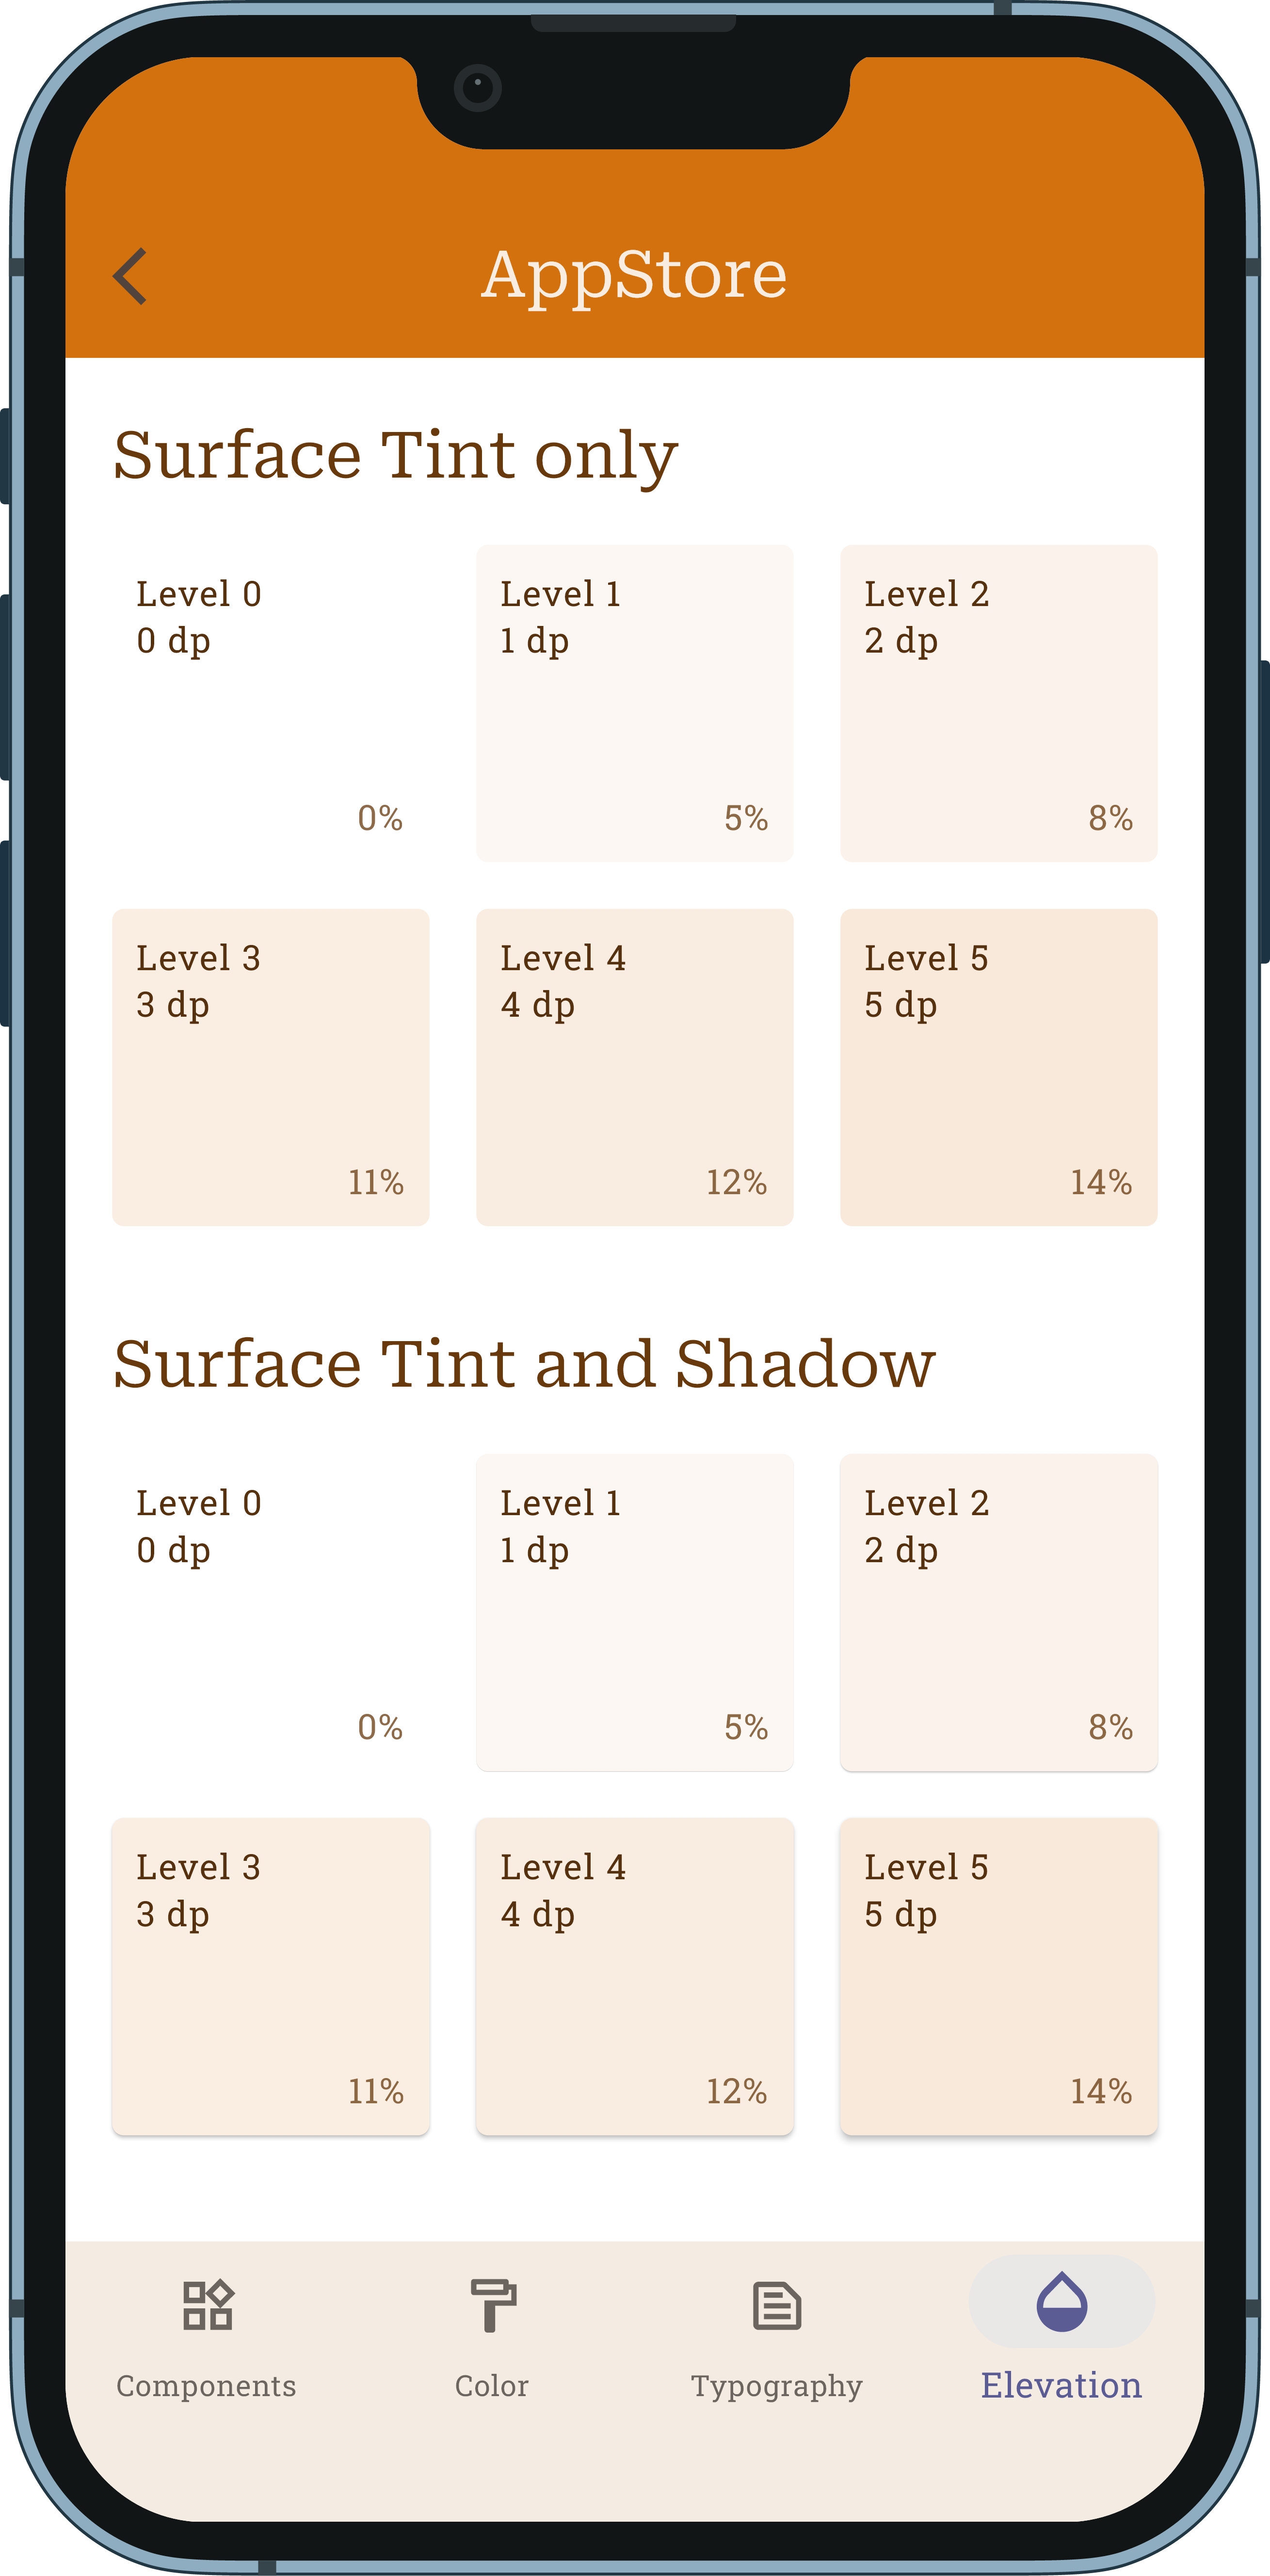 AppStore
Surface Tint only
Level 0
0 dp
0%
Level 1
1 dp
5%
Level 2
2 dp
8%
Level 3
3 dp
11%
Level 4
4 dp
12%
Level 5
5 dp
14%
Surface Tint and Shadow
Level 0
0 dp
0%
Level 1
1 dp
5%
Level 2
2 dp
8%
Level 3
3 dp
11%
Level 4
4 dp
12%
Level 5
5 dp
14%
Components
Color
Typography
Elevation